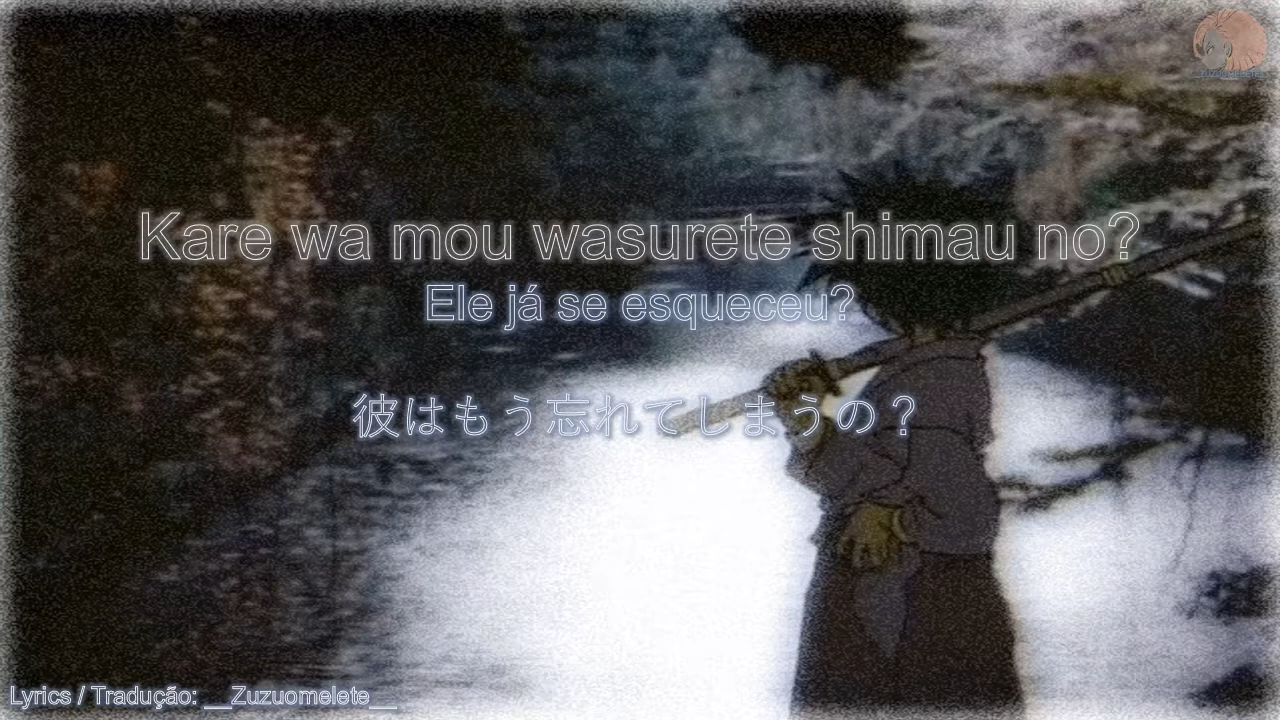 ZUZUOMELETE
Kare wa mou wasurete shimau no?
Ele já se esqueceu?
彼はもう忘れてしまうの？
Lyrics / Tradução: __Zuzuomelete__